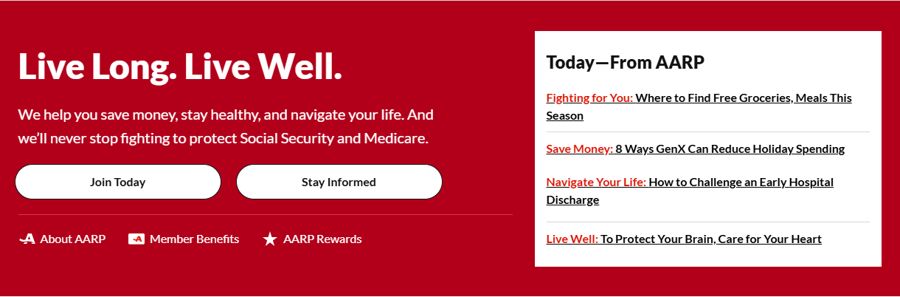 Live Long. Live Well.
We help you save money, stay healthy, and navigate your life. And
we'll never stop fighting to protect Social Security and Medicare.
Join Today
Stay Informed
About AARP
Member Benefits
AARP Rewards
Today—From AARP
Fighting for You: Where to Find Free Groceries, Meals This
Season
Save Money: 8 Ways GenX Can Reduce Holiday Spending
Navigate Your Life: How to Challenge an Early Hospital
Discharge
Live Well: To Protect Your Brain, Care for Your Heart